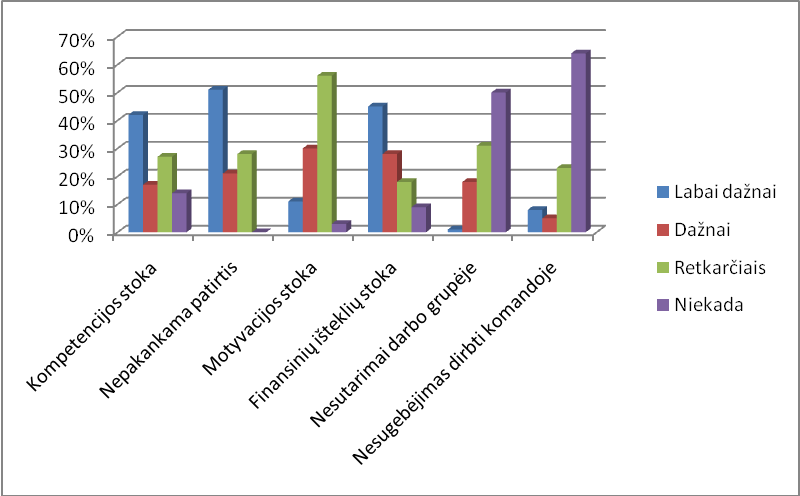 70%
60%
50%
40%
30%
20%
10%
0%
Kompetencijos stoka
Nepakankama patirtis
Motyvacijos stoka
Finansinių išteklių stoka
Nesutarimai darbo grupėje
Nesugebėjimas dirbti komandoje
Labai dažnai
Dažnai
Retkarčiais
Niekada